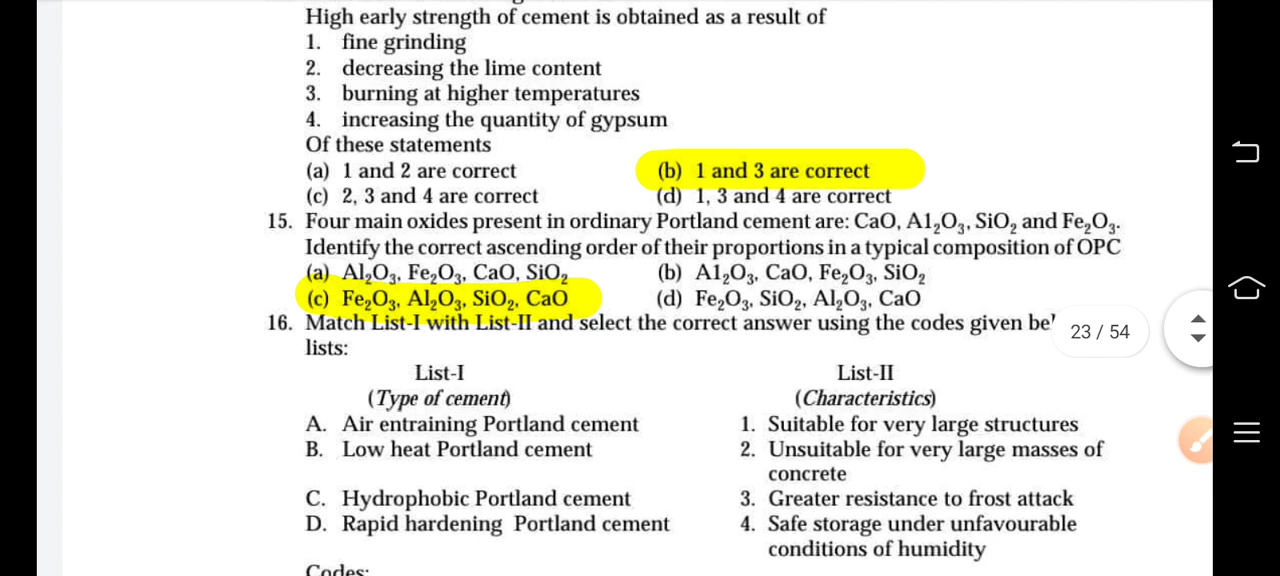 High early strength of cement is obtained as a result of
1. fine grinding
2. decreasing the lime content
3. burning at higher temperatures
4. increasing the quantity of gypsum
Of these statements
(a) 1 and 2 are correct (b) 1 and 3 are correct
(c) 2, 3 and 4 are correct (d) 1, 3 and 4 are correct
15. Four main oxides present in ordinary Portland cement are: CaO, A1₂O₃, SiO₂ and Fe₂O₃.
Identify the correct ascending order of their proportions in a typical composition of OPC
(a) Al₂O₃, Fe₂O₃, CaO, SiO₂ (b) A1₂O₃, CaO, Fe₂O₃, SiO₂
(c) Fe₂O₃, Al₂O₃, SiO₂, CaO (d) Fe₂O₃, SiO₂, Al₂O₃, CaO
16. Match List-I with List-II and select the correct answer using the codes given
lists:
23 / 54
List-I List-II
(Type of cement) (Characteristics)
A. Air entraining Portland cement 1. Suitable for very large structures
B. Low heat Portland cement 2. Unsuitable for very large masses of
concrete
C. Hydrophobic Portland cement 3. Greater resistance to frost attack
D. Rapid hardening Portland cement 4. Safe storage under unfavourable
conditions of humidity
Codes: